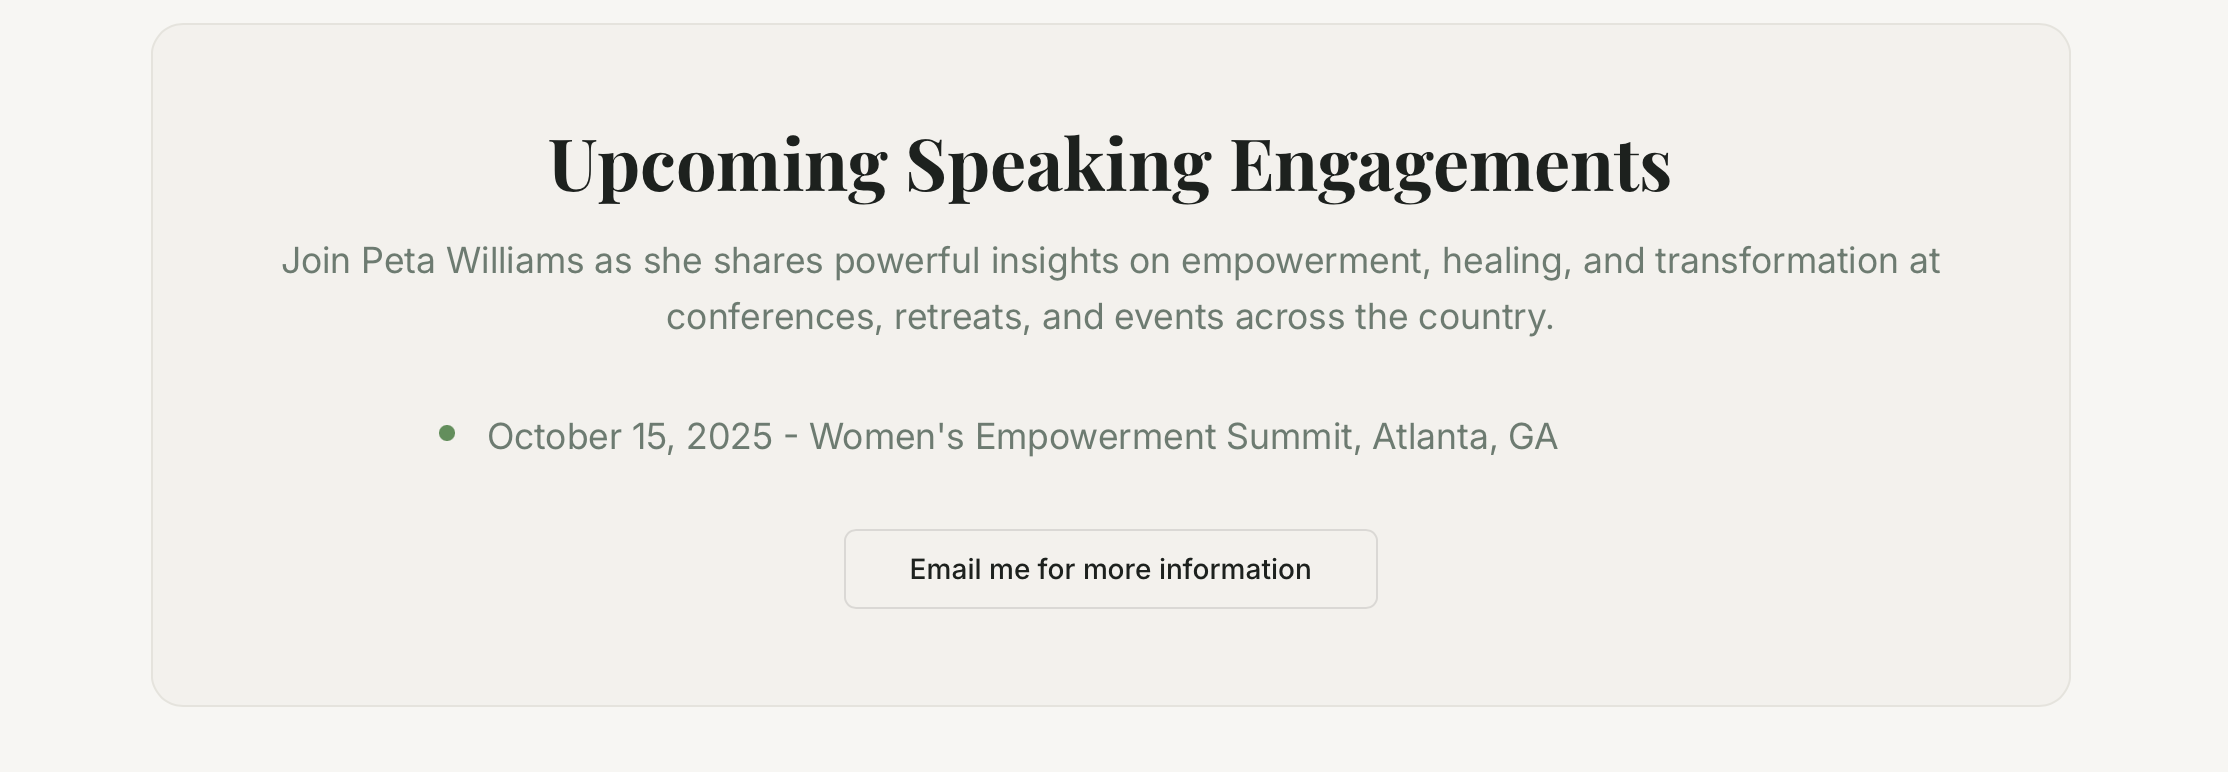 Upcoming Speaking Engagements
Join Peta Williams as she shares powerful insights on empowerment, healing, and transformation at
conferences, retreats, and events across the country.
October 15, 2025 - Women's Empowerment Summit, Atlanta, GA
Email me for more information